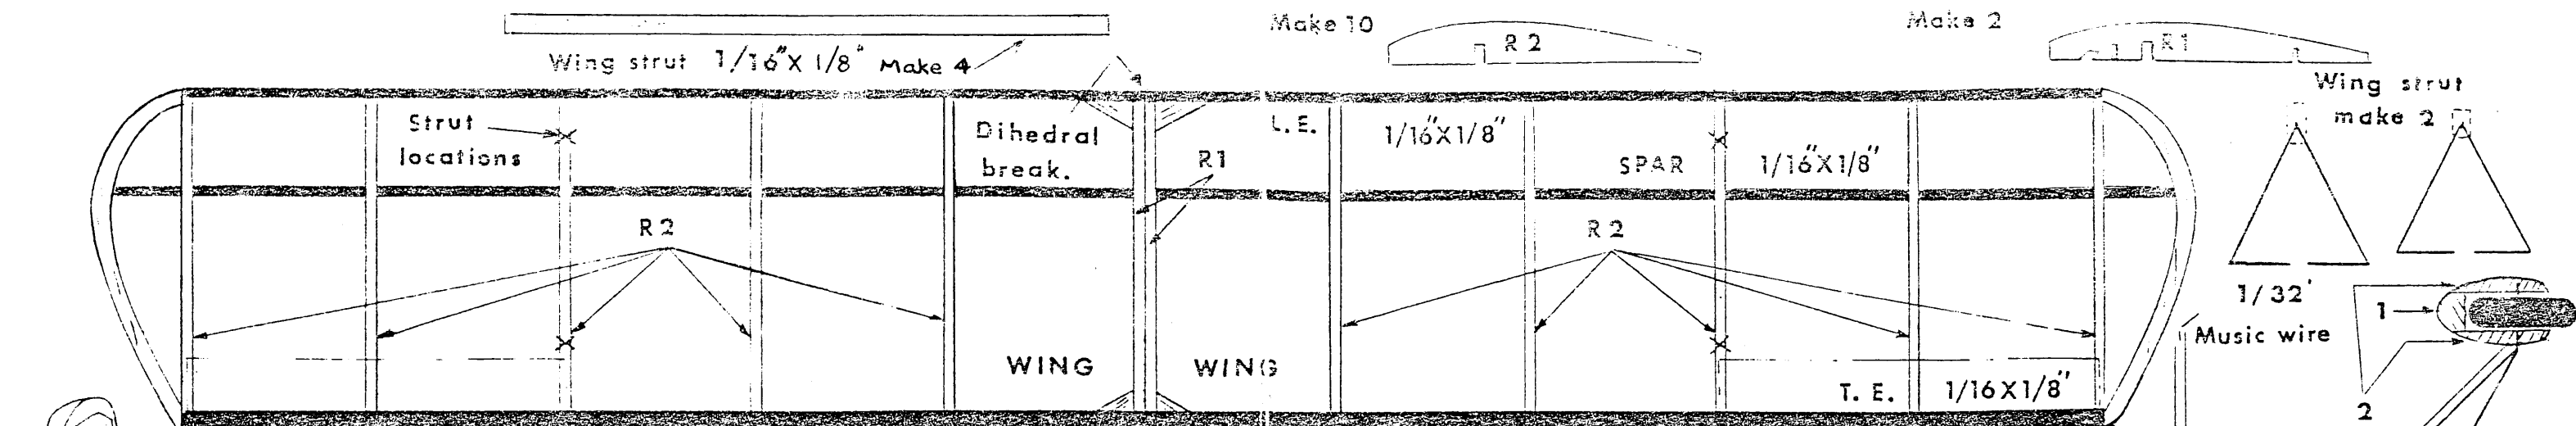 Make 10
Make 2
R 2
R1
Wing strut 1/16"X 1/8" Make 4
Wing strut
make 2
Strut
locations
Dihedral
break.
L.E.
1/16"X1/8"
R1
SPAR
1/16"X1/8"
R 2
R 2
1/32'
1
Music wire
WING
WING
T. E.
1/16X1/8"
2